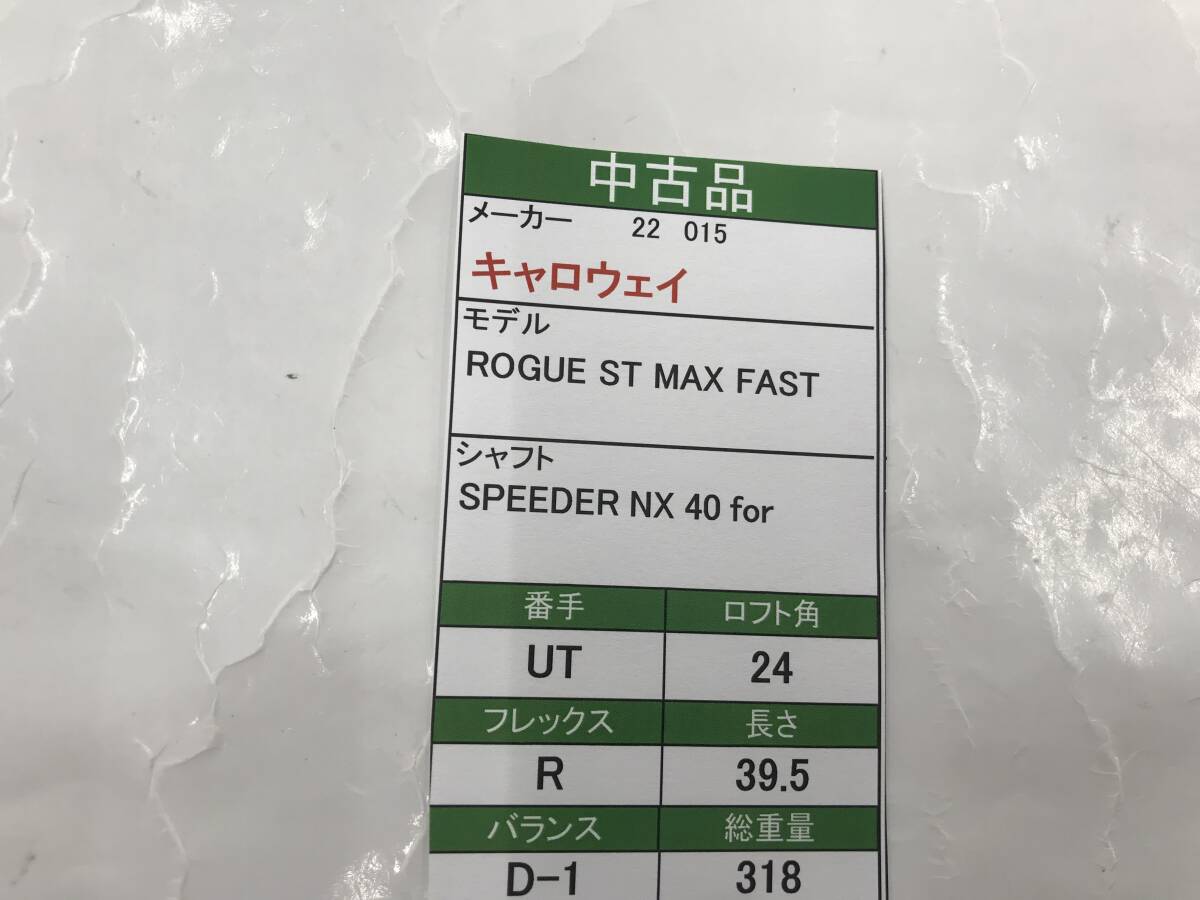 中古品
メーカー 22 015
キャロウェイ
モデル
ROGUE ST MAX FAST
シャフト
SPEEDER NX 40 for
番手 ロフト角
UT 24
フレックス 長さ
R 39.5
バランス 総重量
D-1 318